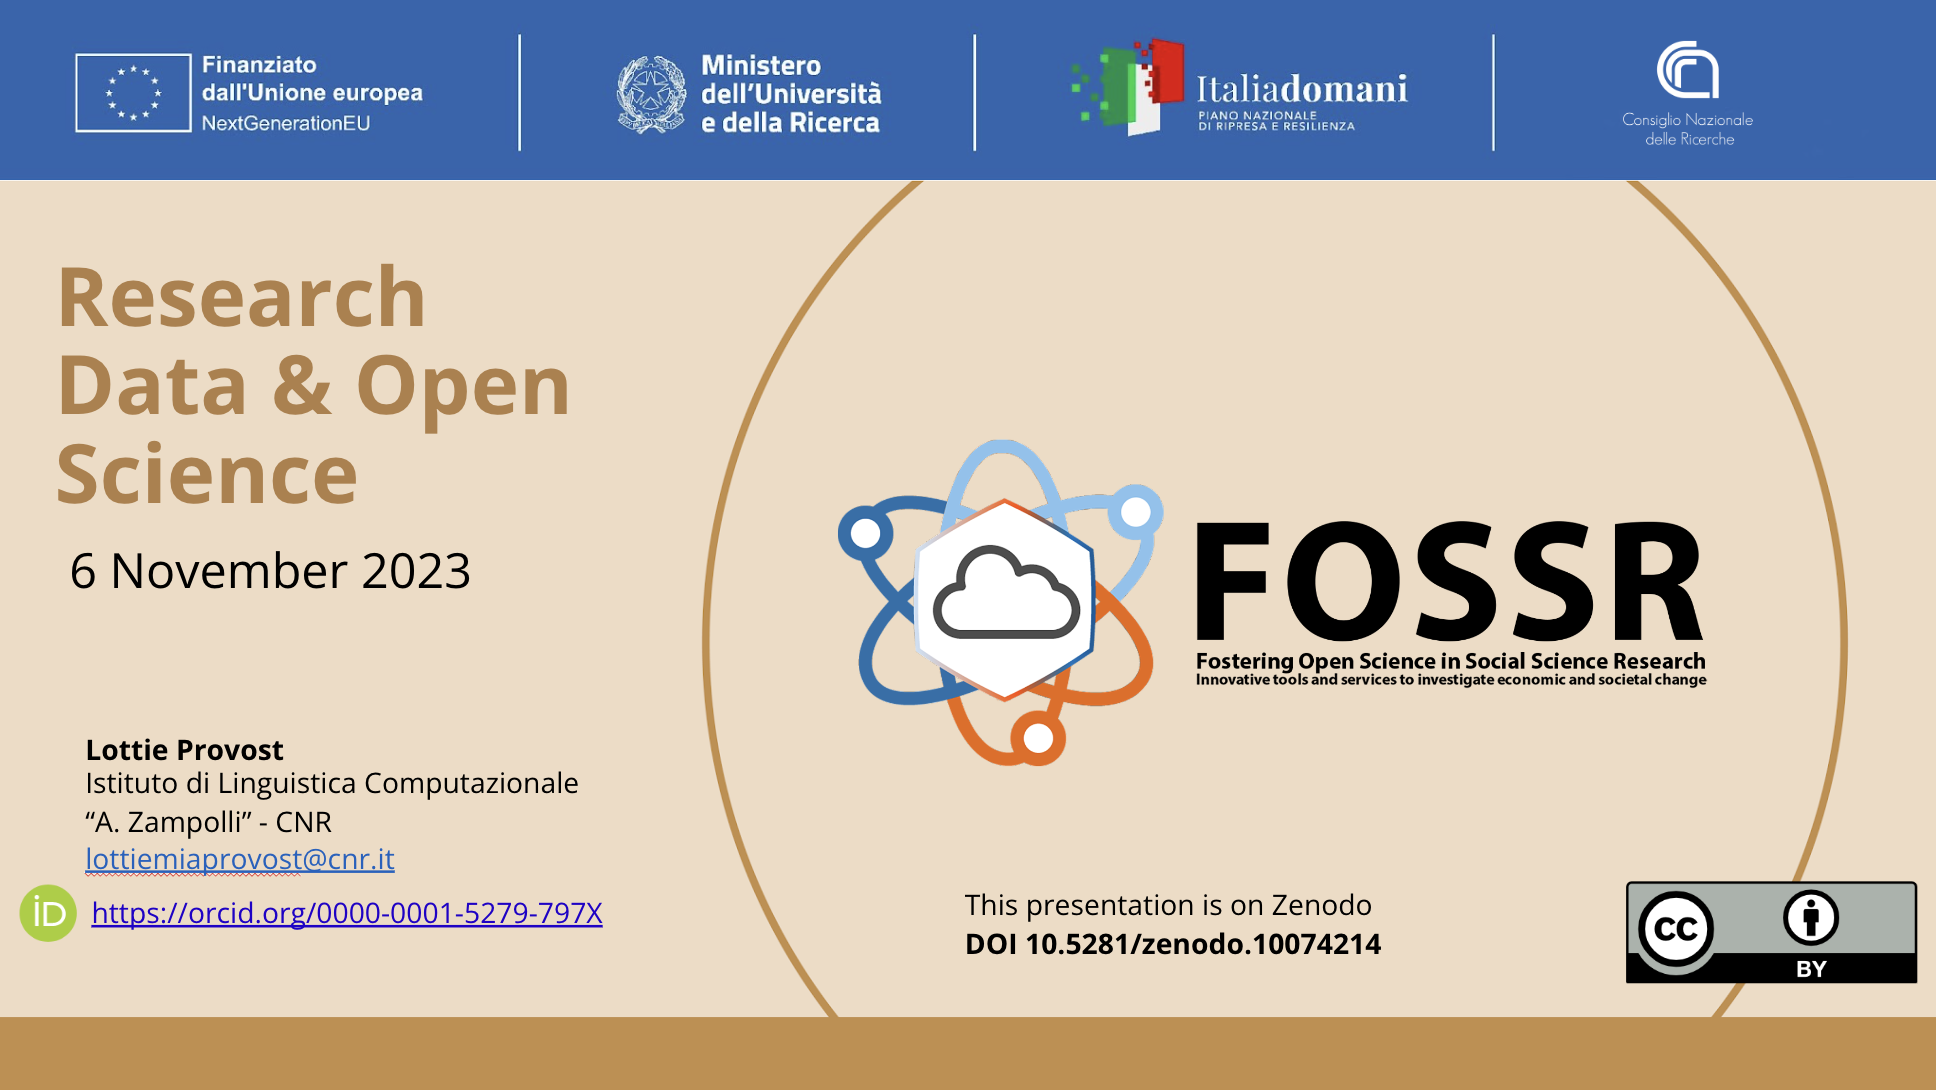 Finanziato
dall'Unione europea
NextGenerationEU
Ministero
dell'Università
e della Ricerca
Italiadomani
PIANO NAZIONALE
DI RIPRESA E RESILIENZA
Consiglio Nazionale
delle Ricerche
Research
Data & Open
Science
6 November 2023
FOSSR
Fostering Open Science in Social Science Research
Innovative tools and services to investigate economic and societal change
Lottie Provost
Istituto di Linguistica Computazionale
“A. Zampolli” - CNR
lottiemiaprovost@cnr.it
iD https://orcid.org/0000-0001-5279-797X
This presentation is on Zenodo
DOI 10.5281/zenodo.10074214
cc
BY